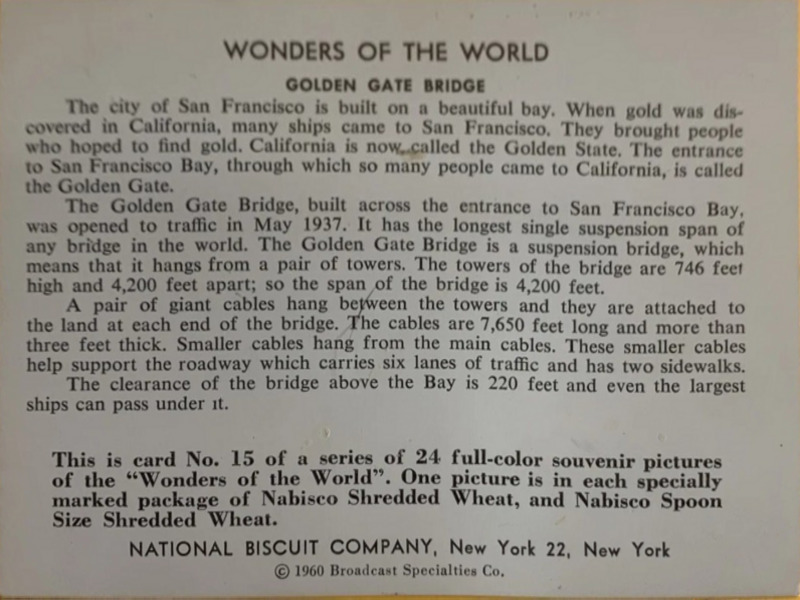 WONDERS OF THE WORLD
GOLDEN GATE BRIDGE
The city of San Francisco is built on a beautiful bay. When gold was dis-
covered in California, many ships came to San Francisco. They brought people
who hoped to find gold. California is now called the Golden State. The entrance
to San Francisco Bay, through which so many people came to California, is called
the Golden Gate.
The Golden Gate Bridge, built across the entrance to San Francisco Bay,
was opened to traffic in May 1937. It has the longest single suspension span of
any bridge in the world. The Golden Gate Bridge is a suspension bridge, which
means that it hangs from a pair of towers. The towers of the bridge are 746 feet
high and 4,200 feet apart; so the span of the bridge is 4,200 feet.
A pair of giant cables hang between the towers and they are attached to
the land at each end of the bridge. The cables are 7,650 feet long and more than
three feet thick. Smaller cables hang from the main cables. These smaller cables
help support the roadway which carries six lanes of traffic and has two sidewalks.
The clearance of the bridge above the Bay is 220 feet and even the largest
ships can pass under it.
This is card No. 15 of a series of 24 full-color souvenir pictures
of the “Wonders of the World”. One picture is in each specially
marked package of Nabisco Shredded Wheat, and Nabisco Spoon
Size Shredded Wheat.
NATIONAL BISCUIT COMPANY, New York 22, New York
© 1960 Broadcast Specialties Co.